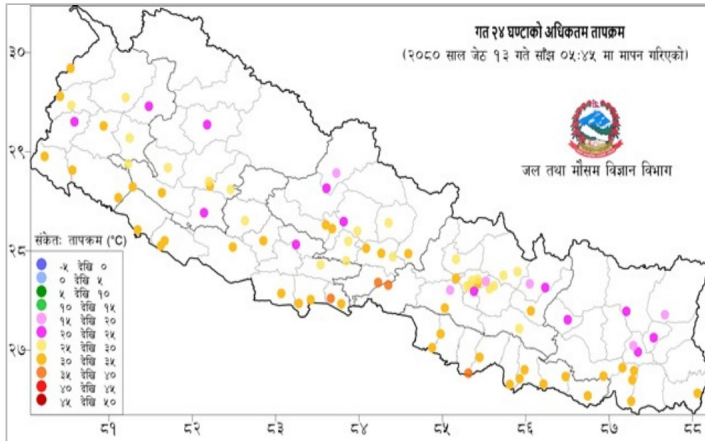 गत २४ घण्टाको अधिकतम तापक्रम
(२०८० साल जेठ १३ गते साँझ ०५:४५ मा मापन गरिएको)
जल तथा मौसम विज्ञान विभाग
३०
२९
२८
२७
संकेतः तापक्रम (°C)
-५ देखि ०
० देखि ५
५ देखि १०
१० देखि १५
१५ देखि २०
२० देखि २५
२५ देखि ३०
३० देखि ३५
३५ देखि ४०
४० देखि ४५
४५ देखि ५०
८१ ८२ ८३ ८४ ८५ ८६ ८७ ८८